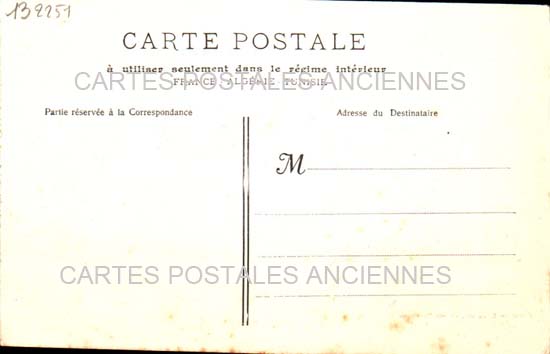 132251
CARTE POSTALE
à utiliser seulement dans le régime intérieur
CARTES POSTALES ANCIENNES
FRANCE ALGÉRIE TUNISIE
Partie réservée à la Correspondance
Adresse du Destinataire
M
CARTES POSTALES ANCIENNES